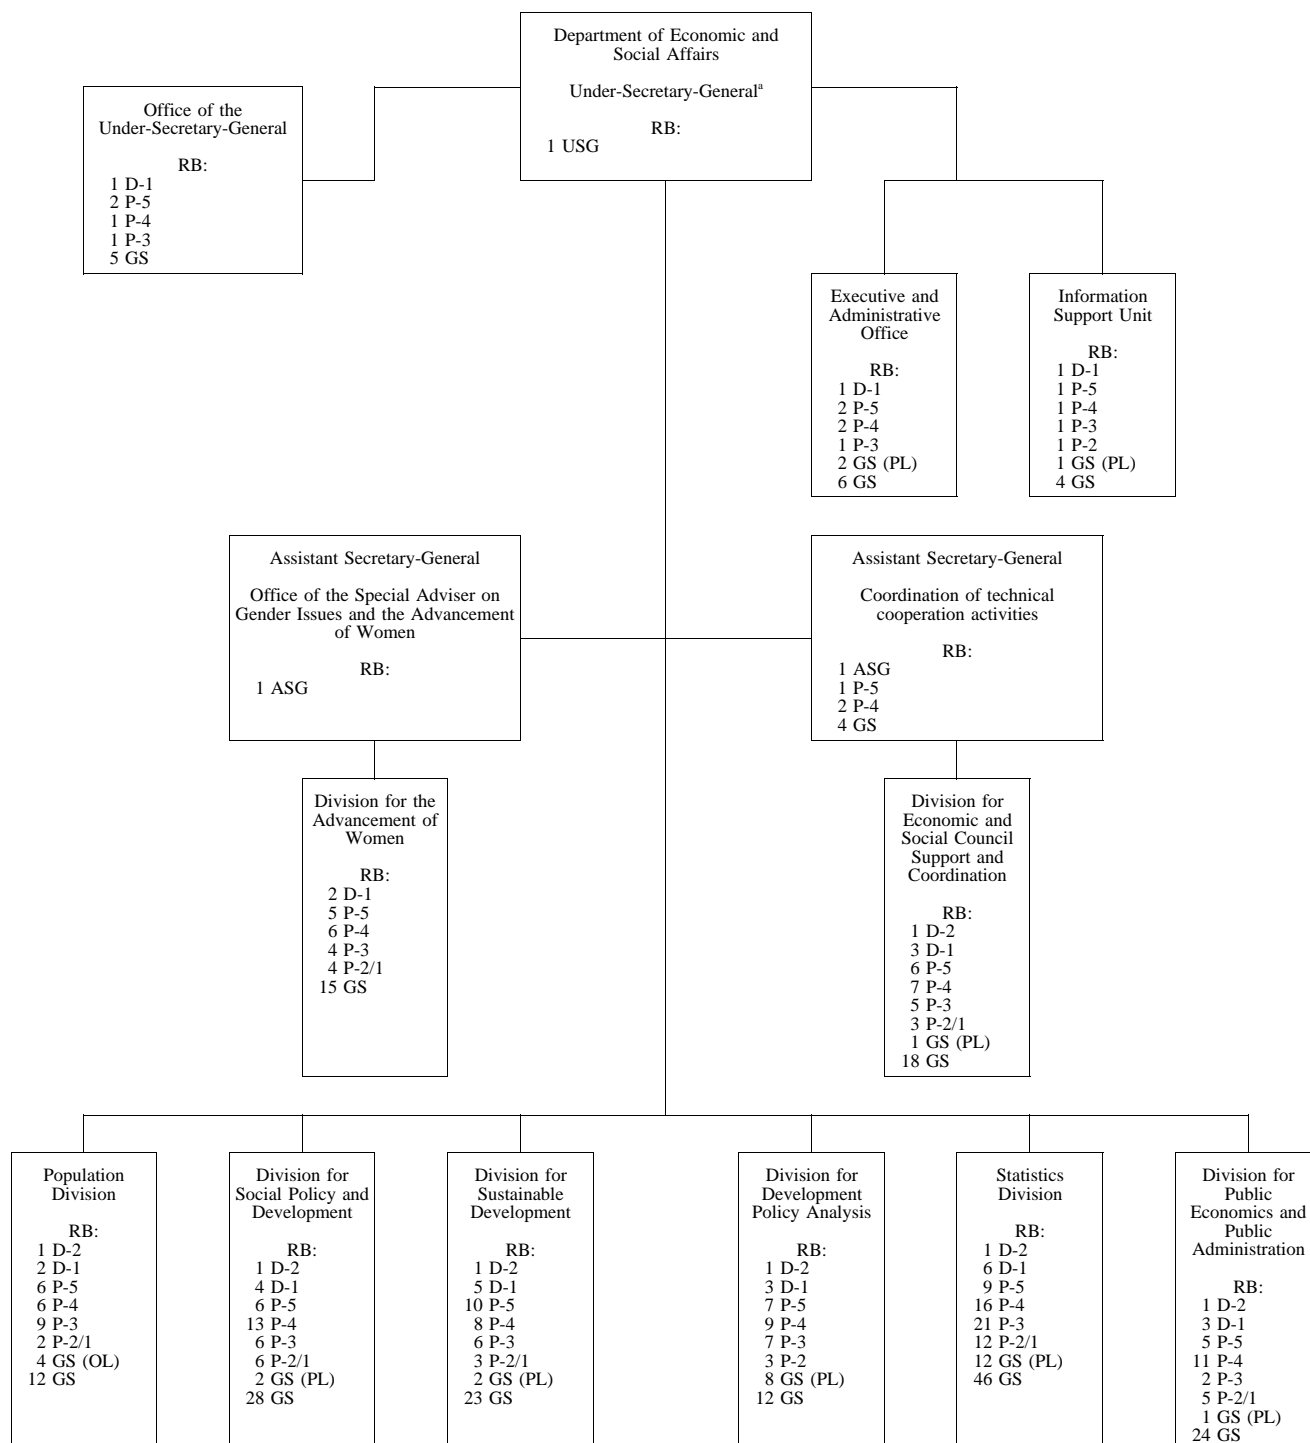 Department of Economic and
Social Affairs
Under-Secretary-Generalᵃ
RB:
1 USG
Office of the
Under-Secretary-General
RB:
1 D-1
2 P-5
1 P-4
1 P-3
5 GS
Executive and
Administrative
Office
RB:
1 D-1
2 P-5
2 P-4
1 P-3
2 GS (PL)
6 GS
Information
Support Unit
RB:
1 D-1
1 P-5
1 P-4
1 P-3
1 P-2
1 GS (PL)
4 GS
Assistant Secretary-General
Office of the Special Adviser on
Gender Issues and the Advancement
of Women
RB:
1 ASG
Assistant Secretary-General
Coordination of technical
cooperation activities
RB:
1 ASG
1 P-5
2 P-4
4 GS
Division for the
Advancement of
Women
RB:
2 D-1
5 P-5
6 P-4
4 P-3
4 P-2/1
15 GS
Division for
Economic and
Social Council
Support and
Coordination
RB:
1 D-2
3 D-1
6 P-5
7 P-4
5 P-3
3 P-2/1
1 GS (PL)
18 GS
Population
Division
RB:
1 D-2
2 D-1
6 P-5
6 P-4
9 P-3
2 P-2/1
4 GS (OL)
12 GS
Division for
Social Policy and
Development
RB:
1 D-2
4 D-1
6 P-5
13 P-4
6 P-3
6 P-2/1
2 GS (PL)
28 GS
Division for
Sustainable
Development
RB:
1 D-2
5 D-1
10 P-5
8 P-4
6 P-3
3 P-2/1
2 GS (PL)
23 GS
Division for
Development
Policy Analysis
RB:
1 D-2
3 D-1
7 P-5
9 P-4
7 P-3
3 P-2
8 GS (PL)
12 GS
Statistics
Division
RB:
1 D-2
6 D-1
9 P-5
16 P-4
21 P-3
12 P-2/1
12 GS (PL)
46 GS
Division for
Public
Economics and
Public
Administration
RB:
1 D-2
3 D-1
5 P-5
11 P-4
2 P-3
5 P-2/1
1 GS (PL)
24 GS